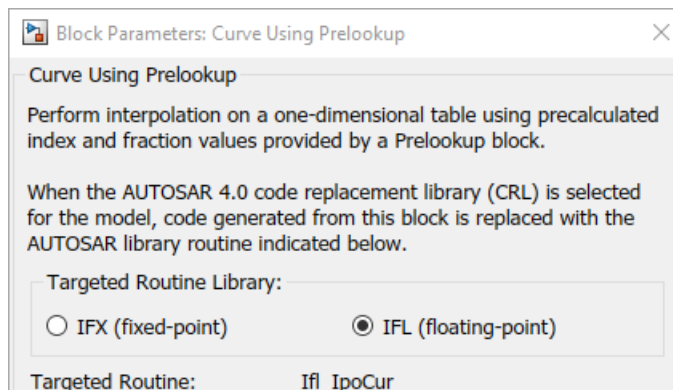 Block Parameters: Curve Using Prelookup
Curve Using Prelookup
Perform interpolation on a one-dimensional table using precalculated
index and fraction values provided by a Prelookup block.
When the AUTOSAR 4.0 code replacement library (CRL) is selected
for the model, code generated from this block is replaced with the
AUTOSAR library routine indicated below.
Targeted Routine Library:
IFX (fixed-point) IFL (floating-point)
Targeted Routine: Ifl_IpoCur